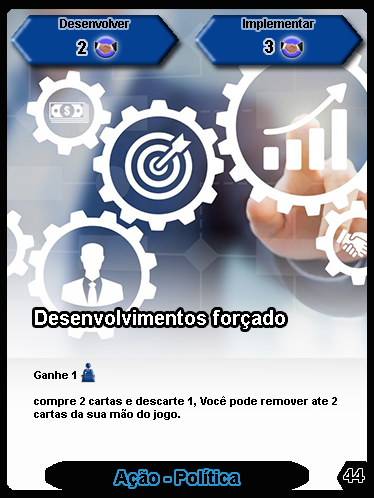 Desenvolver
2
Implementar
3
Desenvolvimentos forçado
Ganhe 1
compre 2 cartas e descarte 1, Você pode remover ate 2
cartas da sua mão do jogo.
Ação - Política
44